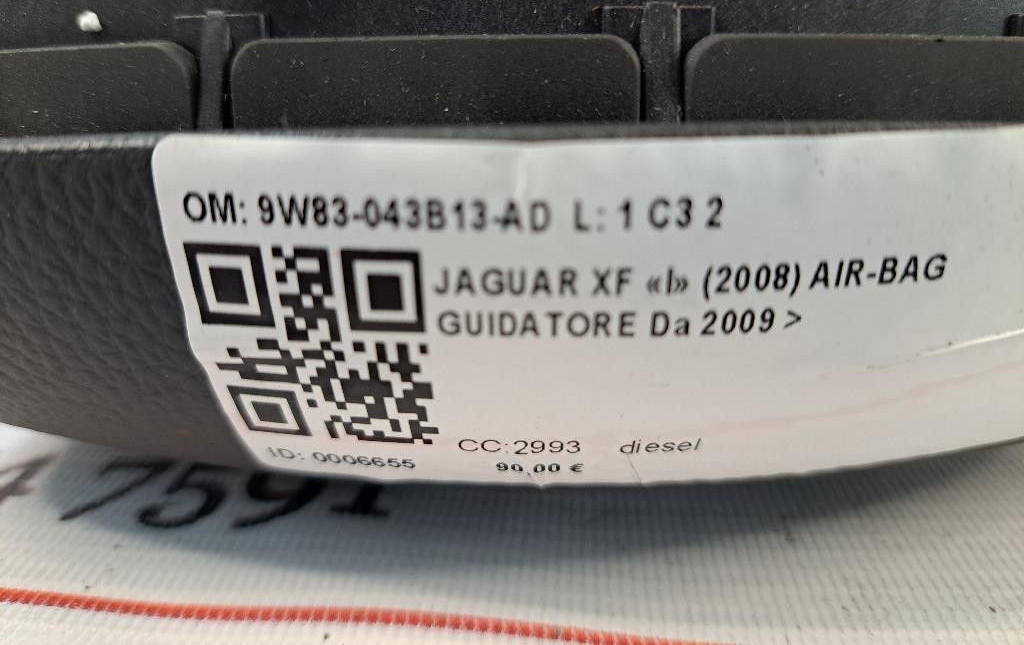 OM: 9W83-043B13-AD L: 1 C3 2
JAGUAR XF «I» (2008) AIR-BAG
GUIDATORE Da 2009 >
CC:2993 diesel
ID: 0006655 90,00 €
7591